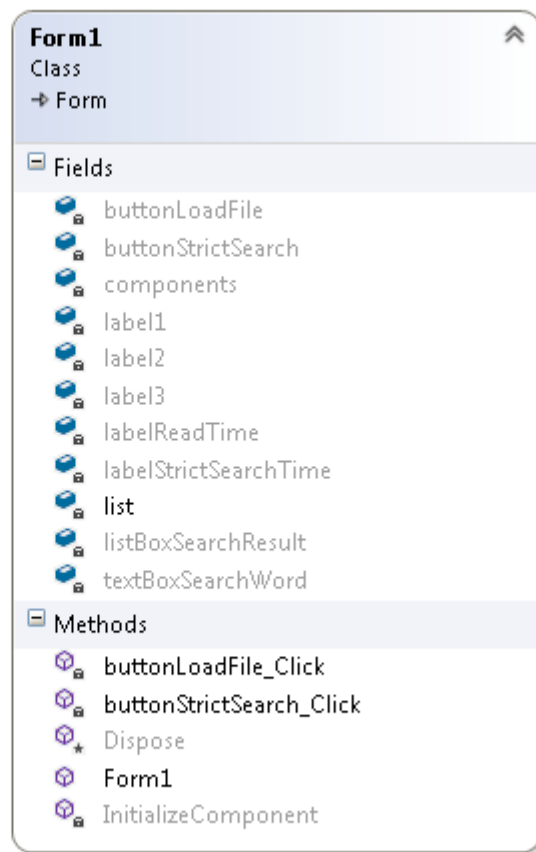 Form1
Class
Form
Fields
buttonLoadFile
buttonStrictSearch
components
label1
label2
label3
labelReadTime
labelStrictSearchTime
list
listBoxSearchResult
textBoxSearchWord
Methods
buttonLoadFile_Click
buttonStrictSearch_Click
Dispose
Form1
InitializeComponent